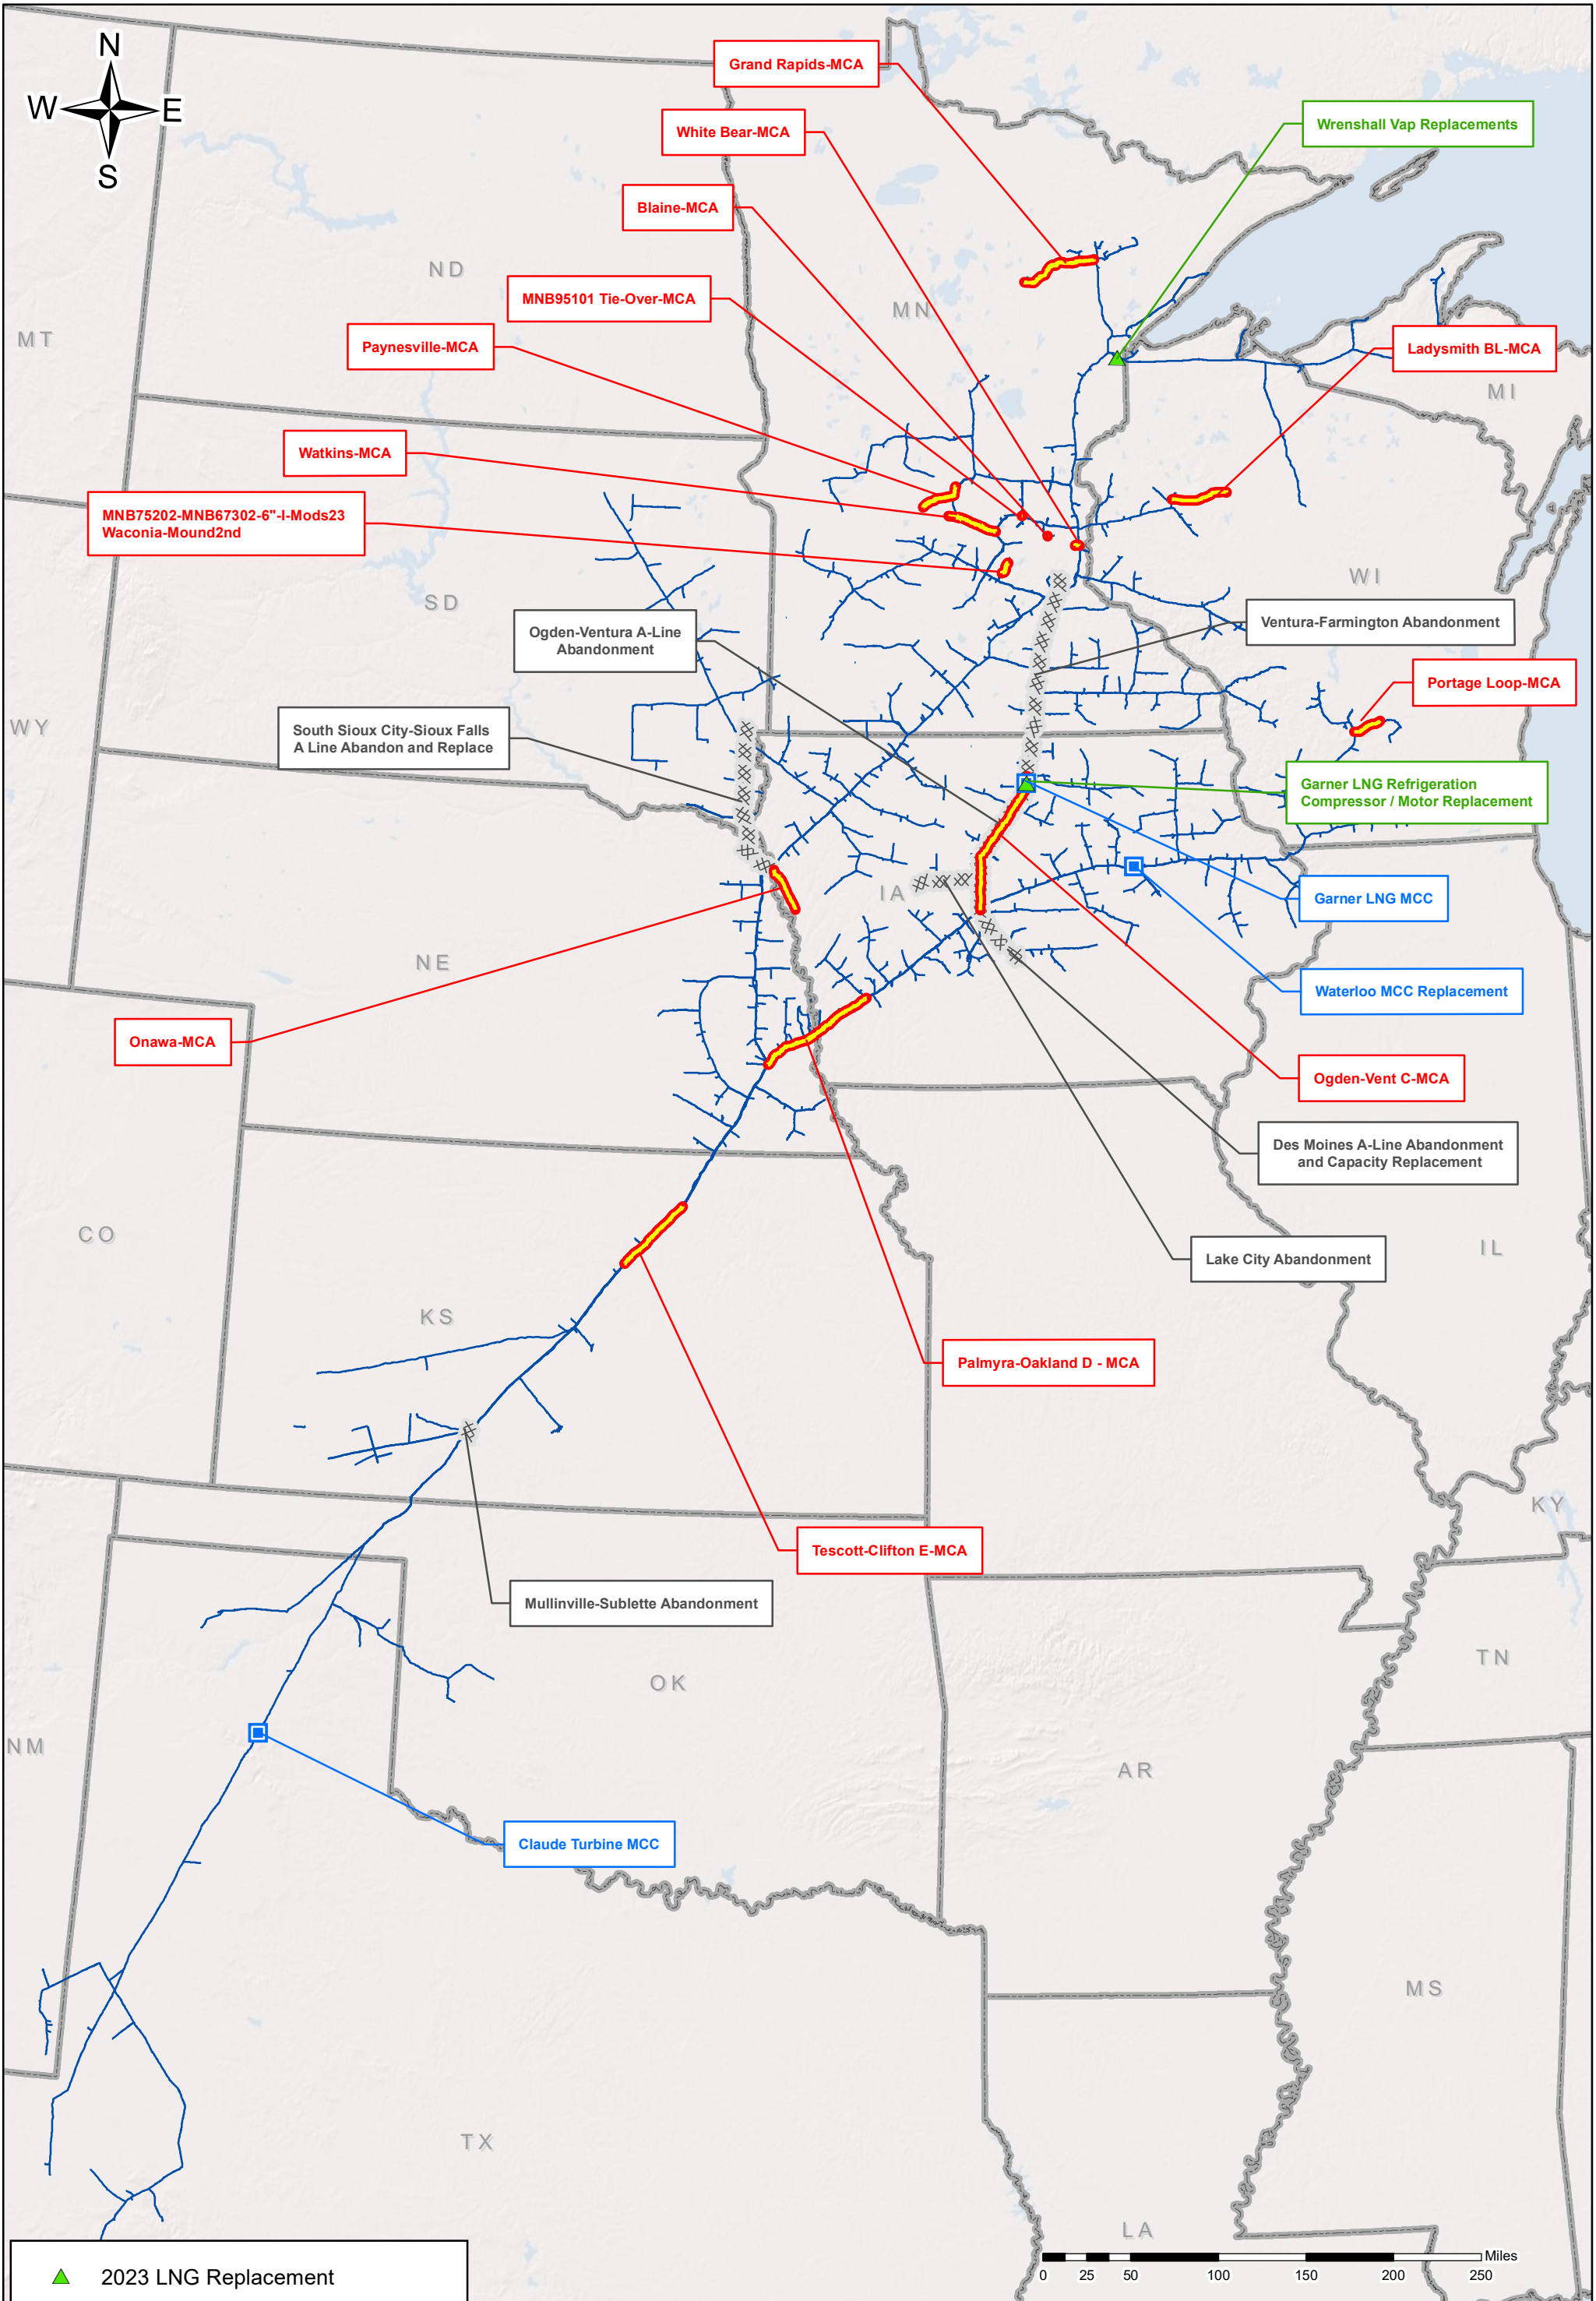 N
W E
S
Grand Rapids-MCA
White Bear-MCA
Wrenshall Vap Replacements
Blaine-MCA
ND
MN
MNB95101 Tie-Over-MCA
MT
Paynesville-MCA
Ladysmith BL-MCA
MI
Watkins-MCA
MNB75202-MNB67302-6"-I-Mods23
Waconia-Mound2nd
WI
SD
Ogden-Ventura A-Line
Abandonment
Ventura-Farmington Abandonment
Portage Loop-MCA
WY
South Sioux City-Sioux Falls
A Line Abandon and Replace
Garner LNG Refrigeration
Compressor / Motor Replacement
IA
Garner LNG MCC
NE
Waterloo MCC Replacement
Onawa-MCA
Ogden-Vent C-MCA
Des Moines A-Line Abandonment
and Capacity Replacement
CO
IL
Lake City Abandonment
KS
Palmyra-Oakland D - MCA
KY
Tescott-Clifton E-MCA
Mullinville-Sublette Abandonment
TN
OK
NM
AR
Claude Turbine MCC
MS
TX
LA
Miles
0 25 50 100 150 200 250
2023 LNG Replacement